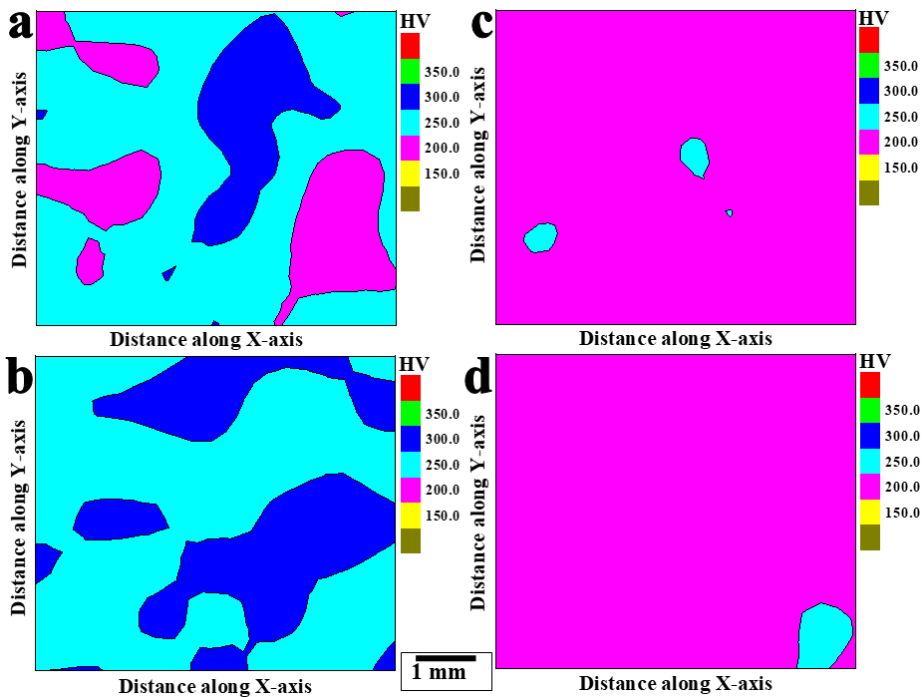 a
HV
350.0
300.0
250.0
200.0
150.0
Distance along Y-axis
Distance along X-axis
c
HV
350.0
300.0
250.0
200.0
150.0
Distance along Y-axis
Distance along X-axis
b
HV
350.0
300.0
250.0
200.0
150.0
Distance along Y-axis
Distance along X-axis
d
HV
350.0
300.0
250.0
200.0
150.0
Distance along Y-axis
Distance along X-axis
1 mm